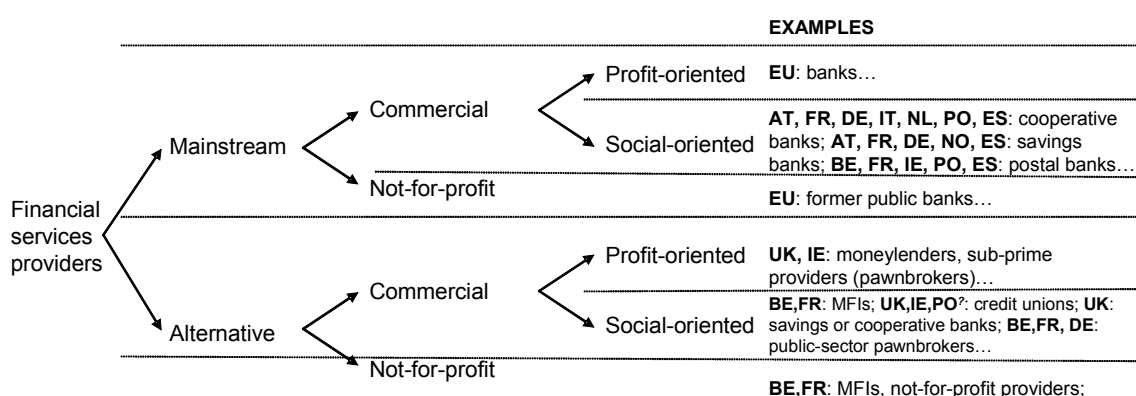 EXAMPLES
Profit-oriented
EU: banks…
Commercial
AT, FR, DE, IT, NL, PO, ES: cooperative
banks; AT, FR, DE, NO, ES: savings
banks; BE, FR, IE, PO, ES: postal banks…
Social-oriented
Mainstream
Not-for-profit
EU: former public banks…
Financial
services
providers
Profit-oriented
UK, IE: moneylenders, sub-prime
providers (pawnbrokers)…
Commercial
BE,FR: MFIs; UK,IE,PO?: credit unions; UK:
savings or cooperative banks; BE,FR, DE:
public-sector pawnbrokers…
Social-oriented
Alternative
Not-for-profit
BE,FR: MFIs, not-for-profit providers;